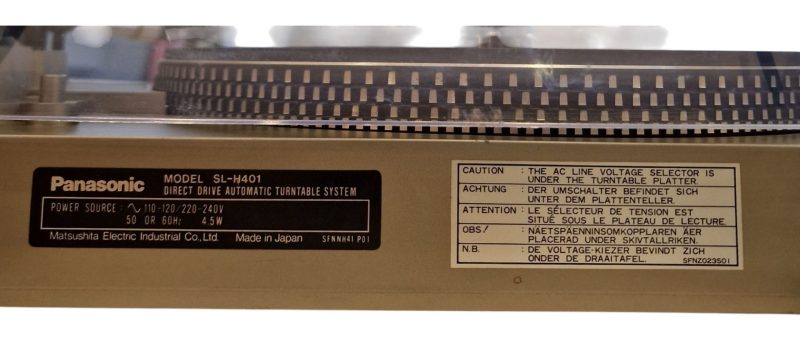 Panasonic MODEL SL-H401
DIRECT DRIVE AUTOMATIC TURNTABLE SYSTEM
POWER SOURCE : ∿ 110-120/220-240V
50 OR 60Hz 4.5W
Matsushita Electric Industrial Co., Ltd. Made in Japan SFNNH41 P01
CAUTION : THE AC LINE VOLTAGE SELECTOR IS
UNDER THE TURNTABLE PLATTER.
ACHTUNG : DER UMSCHALTER BEFINDET SICH
UNTER DEM PLATTENTELLER.
ATTENTION : LE SÉLECTEUR DE TENSION EST
SITUÉ SOUS LE PLATEAU DE LECTURE.
OBS! : NÄETSPÄENNINSOMKOPPLAREN ÄER
PLACERAD UNDER SKIVTALLRIKEN.
N.B. : DE VOLTAGE-KIEZER BEVINDT ZICH
ONDER DE DRAAITAFEL. SFNZ023S01